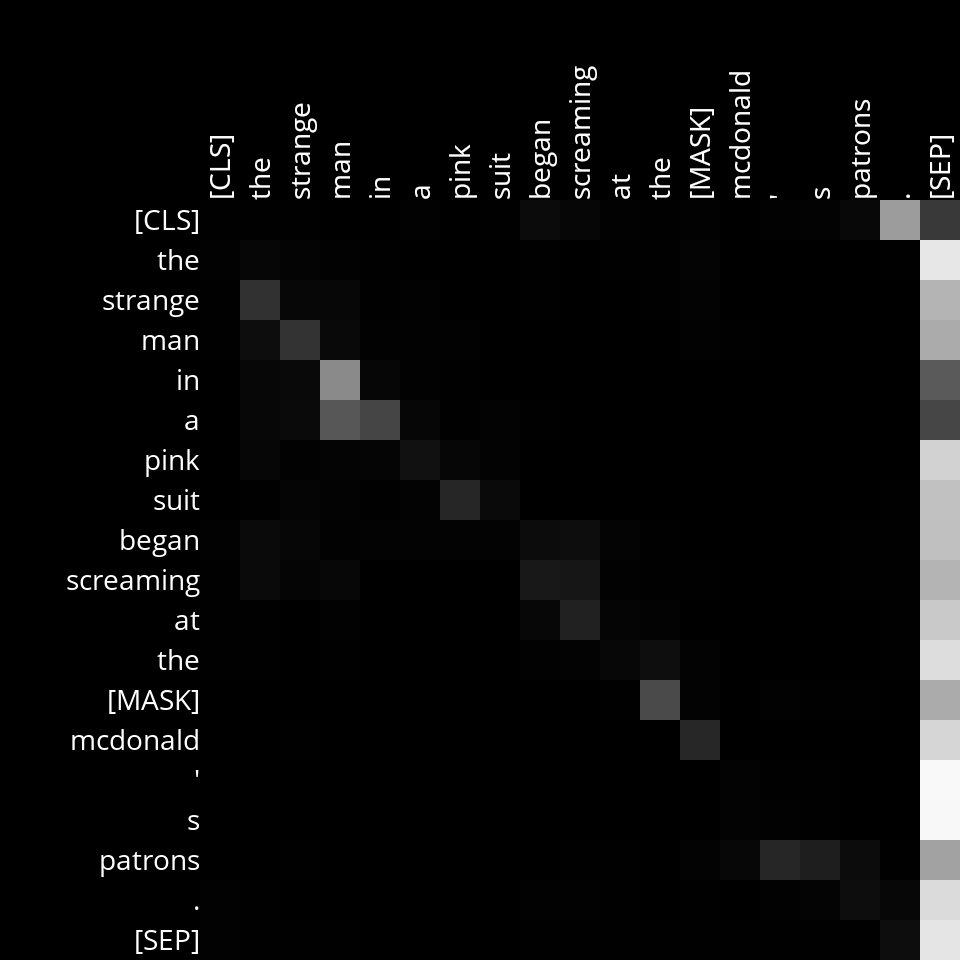 [CLS] the strange man in a pink suit began screaming at the [MASK] mcdonald ' s patrons . [SEP]
[CLS]
the
strange
man
in
a
pink
suit
began
screaming
at
the
[MASK]
mcdonald
'
s
patrons
.
[SEP]